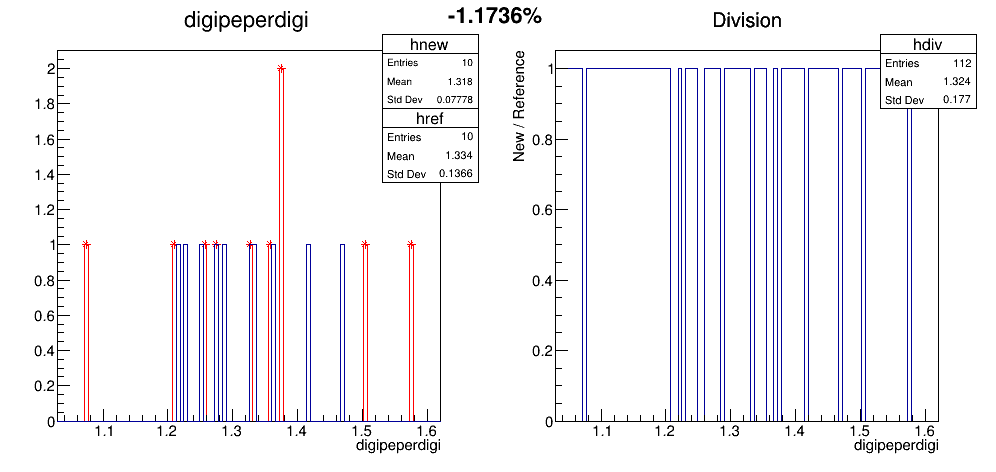 -1.1736%
digipeperdigi
hnew
Entries 10
Mean 1.318
Std Dev 0.07778
href
Entries 10
Mean 1.334
Std Dev 0.1366
2
1.8
1.6
1.4
1.2
1
0.8
0.6
0.4
0.2
0
1.1 1.2 1.3 1.4 1.5 1.6
digipeperdigi
Division
hdiv
Entries 112
Mean 1.324
Std Dev 0.177
New / Reference
1
0.8
0.6
0.4
0.2
0
1.1 1.2 1.3 1.4 1.5 1.6
digipeperdigi